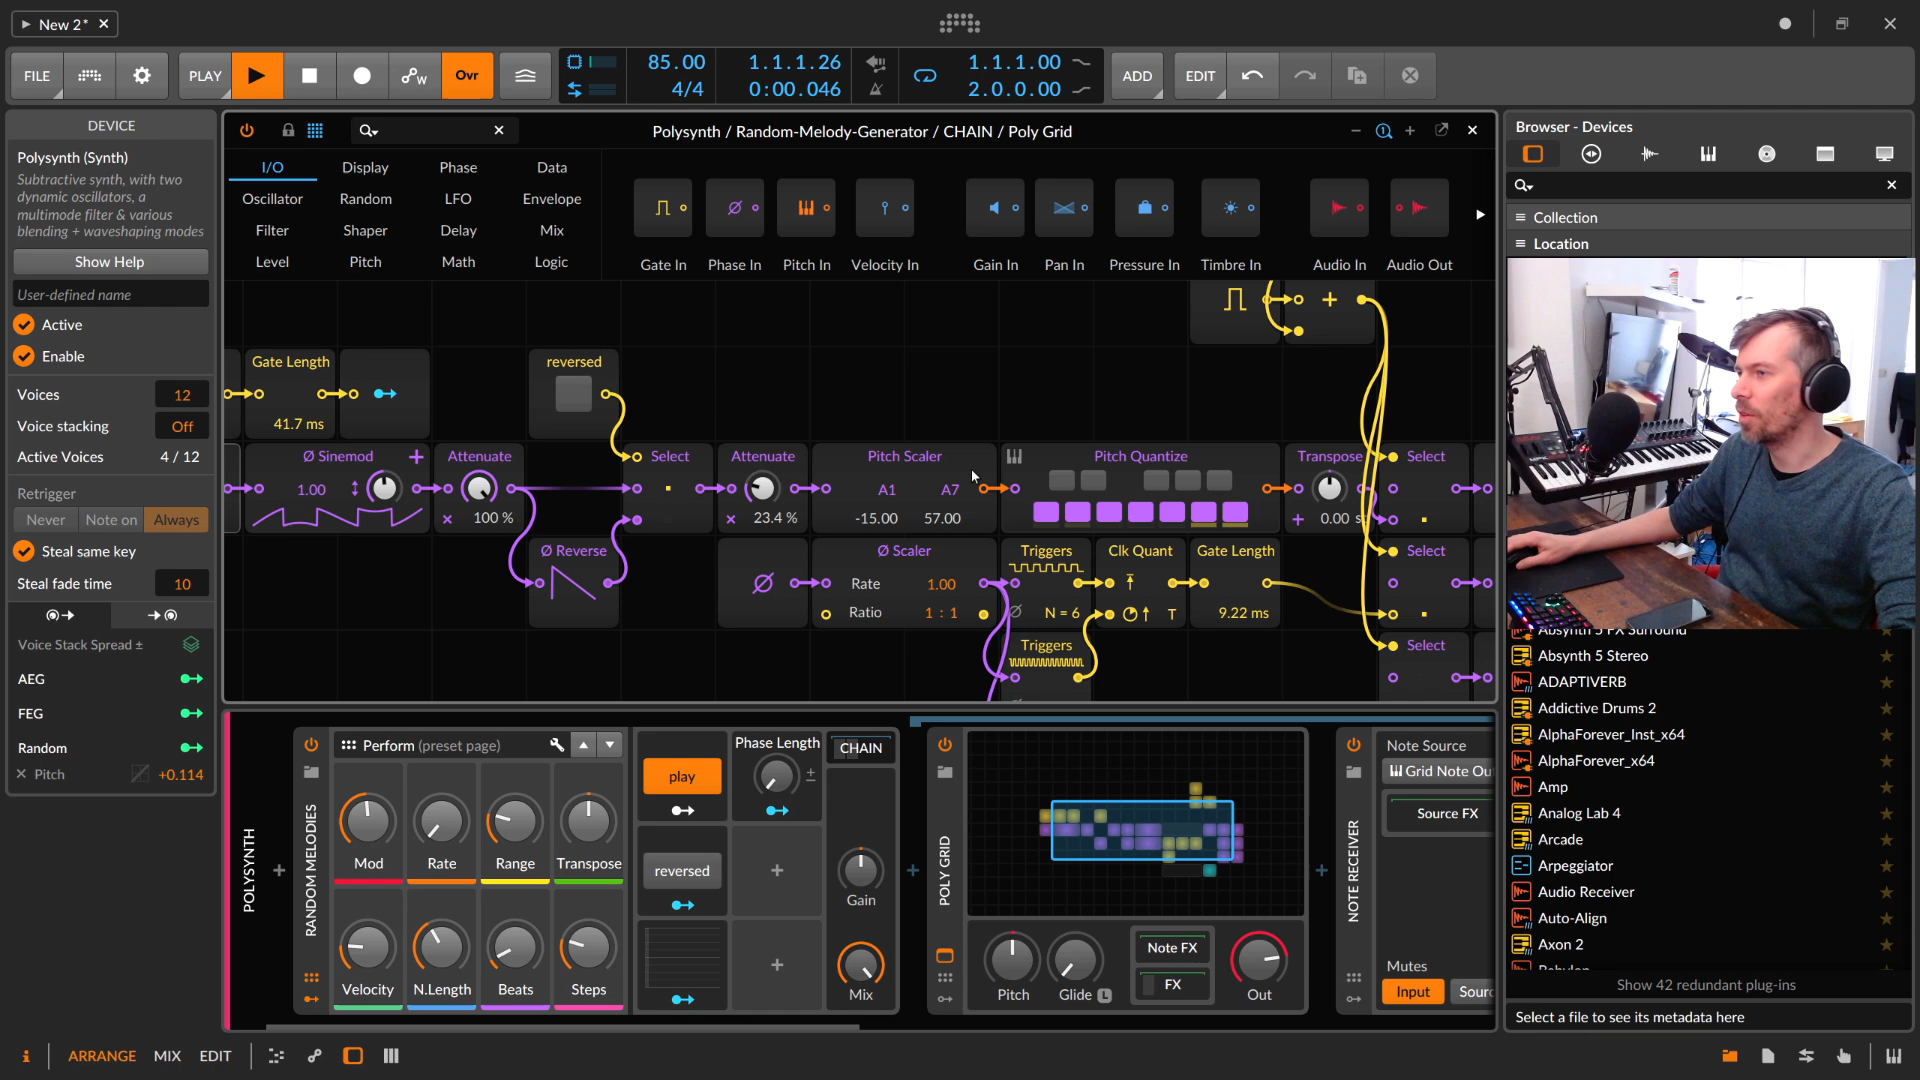 New 2*
FILE
PLAY
Ovr
85.00
4/4
1.1.1.26
0:00.046
1.1.1.00
2.0.0.00
ADD
EDIT
DEVICE
Polysynth (Synth)
Subtractive synth, with two
dynamic oscillators, a
multimode filter & various
blending + waveshaping modes
Show Help
User-defined name
Active
Enable
Voices 12
Voice stacking Off
Active Voices 4 / 12
Retrigger
Never Note on Always
Steal same key
Steal fade time 10
Voice Stack Spread ±
AEG
FEG
Random
Pitch +0.114
Polysynth / Random-Melody-Generator / CHAIN / Poly Grid
I/O Display Phase Data
Oscillator Random LFO Envelope
Filter Shaper Delay Mix
Level Pitch Math Logic
Gate In Phase In Pitch In Velocity In Gain In Pan In Pressure In Timbre In Audio In Audio Out
Gate Length
41.7 ms
reversed
Ø Sinemod
1.00
Attenuate
100 %
Select
Attenuate
23.4 %
Pitch Scaler
A1 A7
-15.00 57.00
Pitch Quantize
Transpose
0.00 s
Select
Ø Reverse
Ø Scaler
Rate 1.00
Ratio 1 : 1
Triggers
N = 6
Clk Quant
T
Gate Length
9.22 ms
Select
Triggers
Select
POLYSYNTH
RANDOM MELODIES
Perform (preset page)
Mod Rate Range Transpose
Velocity N.Length Beats Steps
play
reversed
Phase Length
CHAIN
Gain
Mix
POLY GRID
Pitch
Glide L
Note FX
FX
Out
NOTE RECEIVER
Note Source
Grid Note Ou
Source FX
Mutes
Input Sourc
Browser - Devices
Collection
Location
Absynth 5 FX Surround
Absynth 5 Stereo
ADAPTIVERB
Addictive Drums 2
AlphaForever_Inst_x64
AlphaForever_x64
Amp
Analog Lab 4
Arcade
Arpeggiator
Audio Receiver
Auto-Align
Axon 2
Show 42 redundant plug-ins
Select a file to see its metadata here
i
ARRANGE MIX EDIT